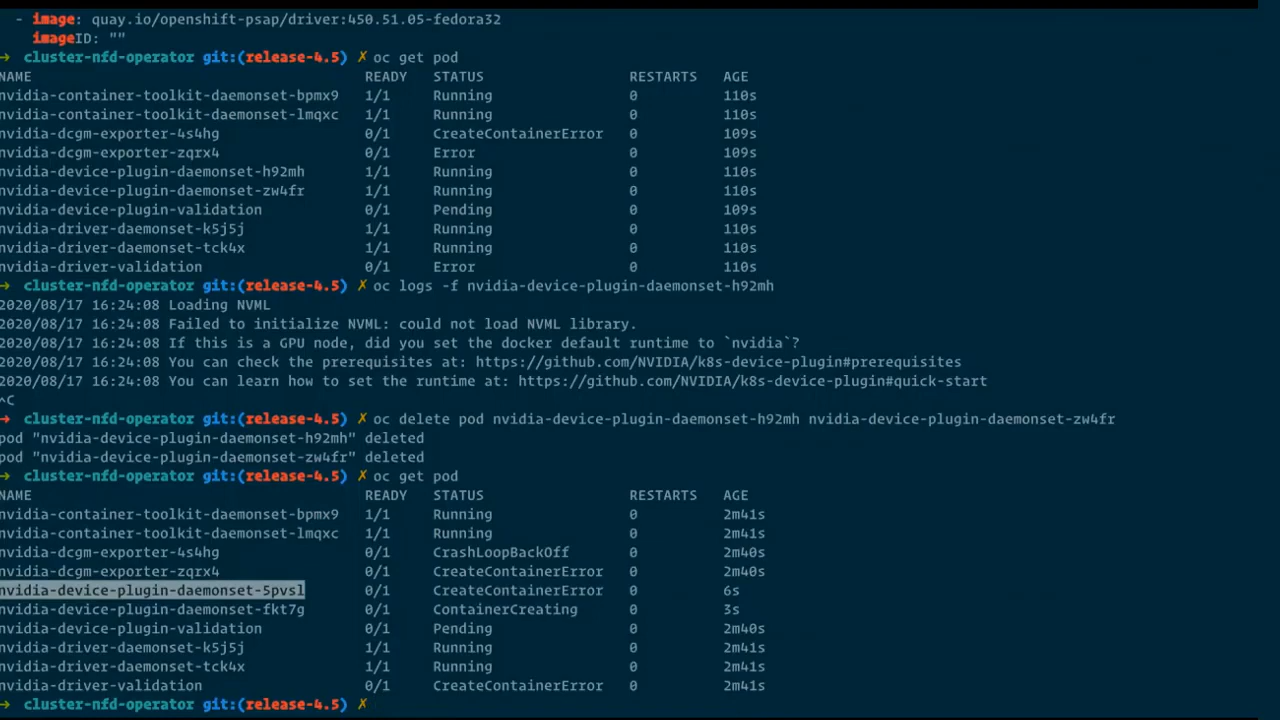 - image: quay.io/openshift-psap/driver:450.51.05-fedora32
imageID: ""
→ cluster-nfd-operator git:(release-4.5) ✗ oc get pod
NAME READY STATUS RESTARTS AGE
nvidia-container-toolkit-daemonset-bpmx9 1/1 Running 0 110s
nvidia-container-toolkit-daemonset-lmqxc 1/1 Running 0 110s
nvidia-dcgm-exporter-4s4hg 0/1 CreateContainerError 0 109s
nvidia-dcgm-exporter-zqrx4 0/1 Error 0 109s
nvidia-device-plugin-daemonset-h92mh 1/1 Running 0 110s
nvidia-device-plugin-daemonset-zw4fr 1/1 Running 0 110s
nvidia-device-plugin-validation 0/1 Pending 0 109s
nvidia-driver-daemonset-k5j5j 1/1 Running 0 110s
nvidia-driver-daemonset-tck4x 1/1 Running 0 110s
nvidia-driver-validation 0/1 Error 0 110s
→ cluster-nfd-operator git:(release-4.5) ✗ oc logs -f nvidia-device-plugin-daemonset-h92mh
2020/08/17 16:24:08 Loading NVML
2020/08/17 16:24:08 Failed to initialize NVML: could not load NVML library.
2020/08/17 16:24:08 If this is a GPU node, did you set the docker default runtime to `nvidia`?
2020/08/17 16:24:08 You can check the prerequisites at: https://github.com/NVIDIA/k8s-device-plugin#prerequisites
2020/08/17 16:24:08 You can learn how to set the runtime at: https://github.com/NVIDIA/k8s-device-plugin#quick-start
^C
→ cluster-nfd-operator git:(release-4.5) ✗ oc delete pod nvidia-device-plugin-daemonset-h92mh nvidia-device-plugin-daemonset-zw4fr
pod "nvidia-device-plugin-daemonset-h92mh" deleted
pod "nvidia-device-plugin-daemonset-zw4fr" deleted
→ cluster-nfd-operator git:(release-4.5) ✗ oc get pod
NAME READY STATUS RESTARTS AGE
nvidia-container-toolkit-daemonset-bpmx9 1/1 Running 0 2m41s
nvidia-container-toolkit-daemonset-lmqxc 1/1 Running 0 2m41s
nvidia-dcgm-exporter-4s4hg 0/1 CrashLoopBackOff 0 2m40s
nvidia-dcgm-exporter-zqrx4 0/1 CreateContainerError 0 2m40s
nvidia-device-plugin-daemonset-5pvsl 0/1 CreateContainerError 0 6s
nvidia-device-plugin-daemonset-fkt7g 0/1 ContainerCreating 0 3s
nvidia-device-plugin-validation 0/1 Pending 0 2m40s
nvidia-driver-daemonset-k5j5j 1/1 Running 0 2m41s
nvidia-driver-daemonset-tck4x 1/1 Running 0 2m41s
nvidia-driver-validation 0/1 CreateContainerError 0 2m41s
→ cluster-nfd-operator git:(release-4.5) ✗